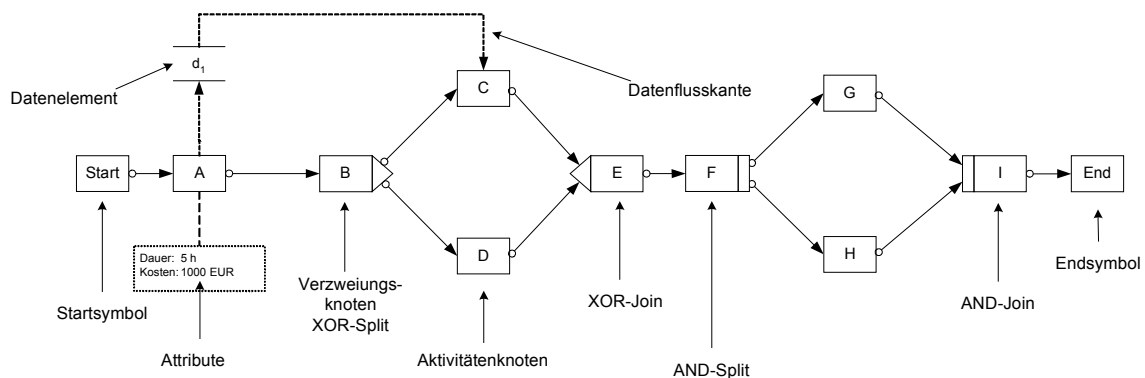 d1
Datenelement
C
Datenflusskante
G
Start
A
B
E
F
I
End
D
H
Dauer: 5 h
Kosten: 1000 EUR
Startsymbol
Attribute
Verzweiungs-
knoten
XOR-Split
Aktivitätenknoten
XOR-Join
AND-Split
AND-Join
Endsymbol